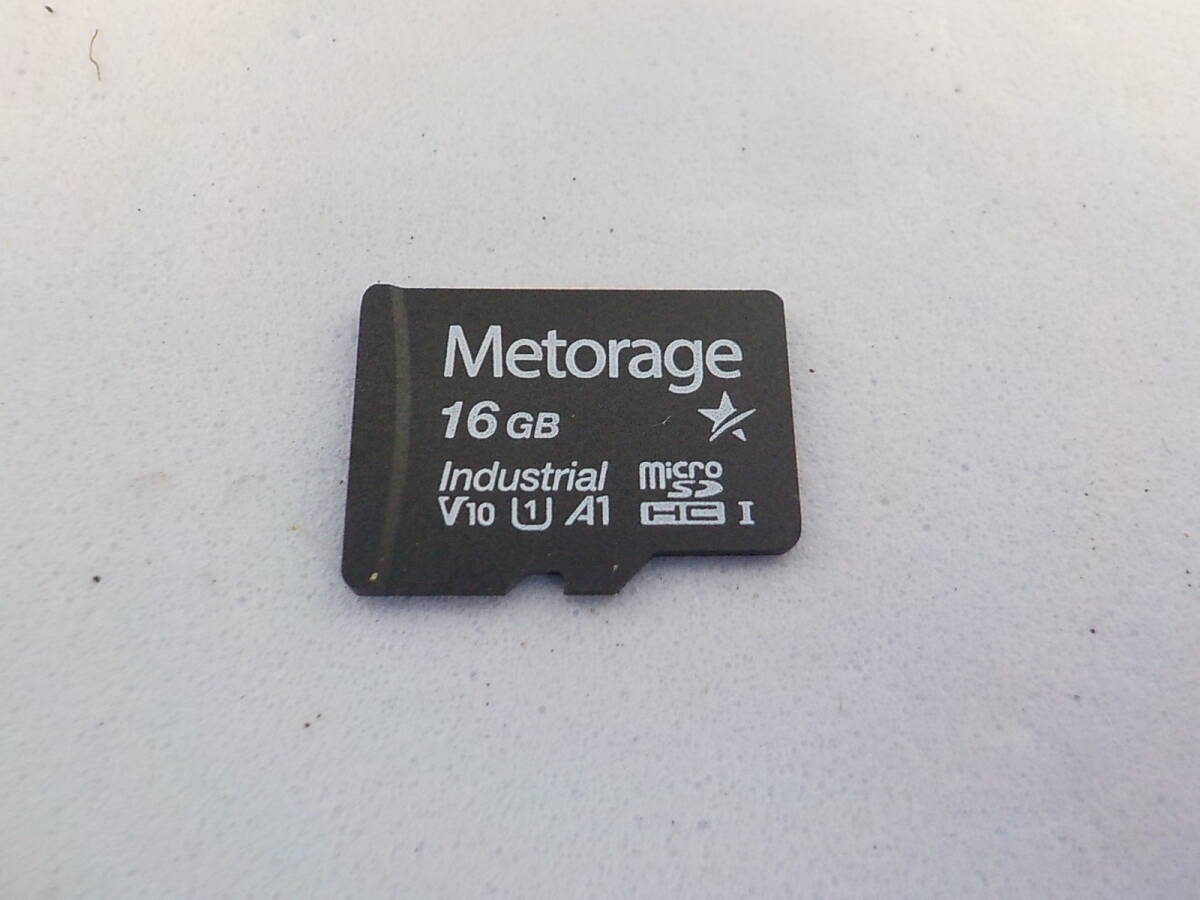 Metorage
16 GB
Industrial micro SD
V10 U1 A1 HC I